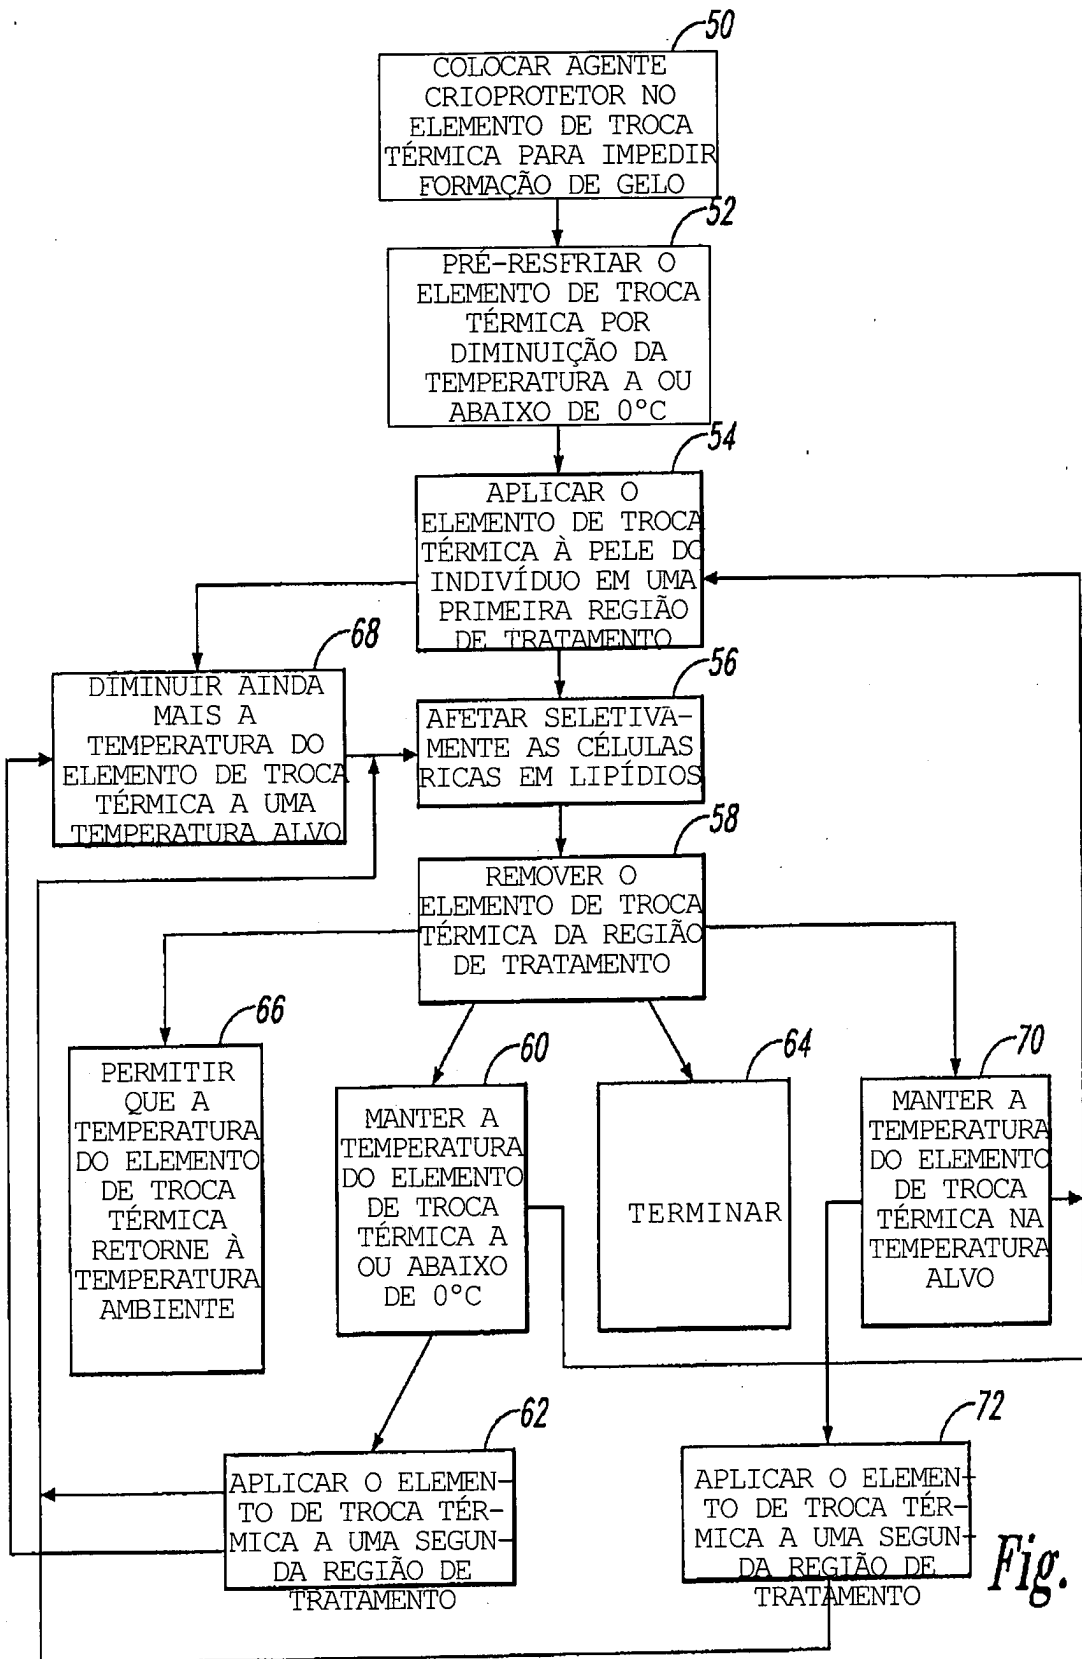 50
COLOCAR AGENTE
CRIOPROTETOR NO
ELEMENTO DE TROCA
TÉRMICA PARA IMPEDIR
FORMAÇÃO DE GELO
52
PRÉ-RESFRIAR O
ELEMENTO DE TROCA
TÉRMICA POR
DIMINUIÇÃO DA
TEMPERATURA A OU
ABAIXO DE 0°C
54
APLICAR O
ELEMENTO DE TROCA
TÉRMICA À PELE DO
INDIVÍDUO EM UMA
PRIMEIRA REGIÃO
DE TRATAMENTO
68
DIMINUIR AINDA
MAIS A
TEMPERATURA DO
ELEMENTO DE TROCA
TÉRMICA A UMA
TEMPERATURA ALVO
56
AFETAR SELETIVA-
MENTE AS CÉLULAS
RICAS EM LIPÍDIOS
58
REMOVER O
ELEMENTO DE TROCA
TÉRMICA DA REGIÃO
DE TRATAMENTO
66
PERMITIR
QUE A
TEMPERATURA
DO ELEMENTO
DE TROCA
TÉRMICA
RETORNE À
TEMPERATURA
AMBIENTE
60
MANTER A
TEMPERATURA
DO ELEMENTO
DE TROCA
TÉRMICA A
OU ABAIXO
DE 0°C
64
TERMINAR
70
MANTER A
TEMPERATURA
DO ELEMENTO
DE TROCA
TÉRMICA NA
TEMPERATURA
ALVO
62
APLICAR O ELEMEN-
TO DE TROCA TÉR-
MICA A UMA SEGUN-
DA REGIÃO DE
TRATAMENTO
72
APLICAR O ELEMEN-
TO DE TROCA TÉR-
MICA A UMA SEGUN-
DA REGIÃO DE
TRATAMENTO
Fig.